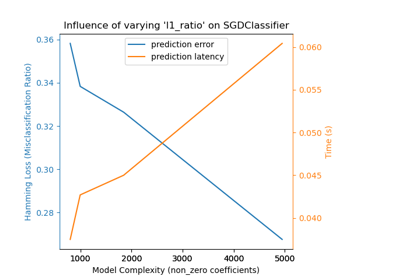 Influence of varying 'l1_ratio' on SGDClassifier
prediction error
prediction latency
Hamming Loss (Misclassification Ratio)
0.36
0.34
0.32
0.30
0.28
0.060
0.055
0.050
0.045
0.040
Time (s)
1000 2000 3000 4000 5000
Model Complexity (non_zero coefficients)